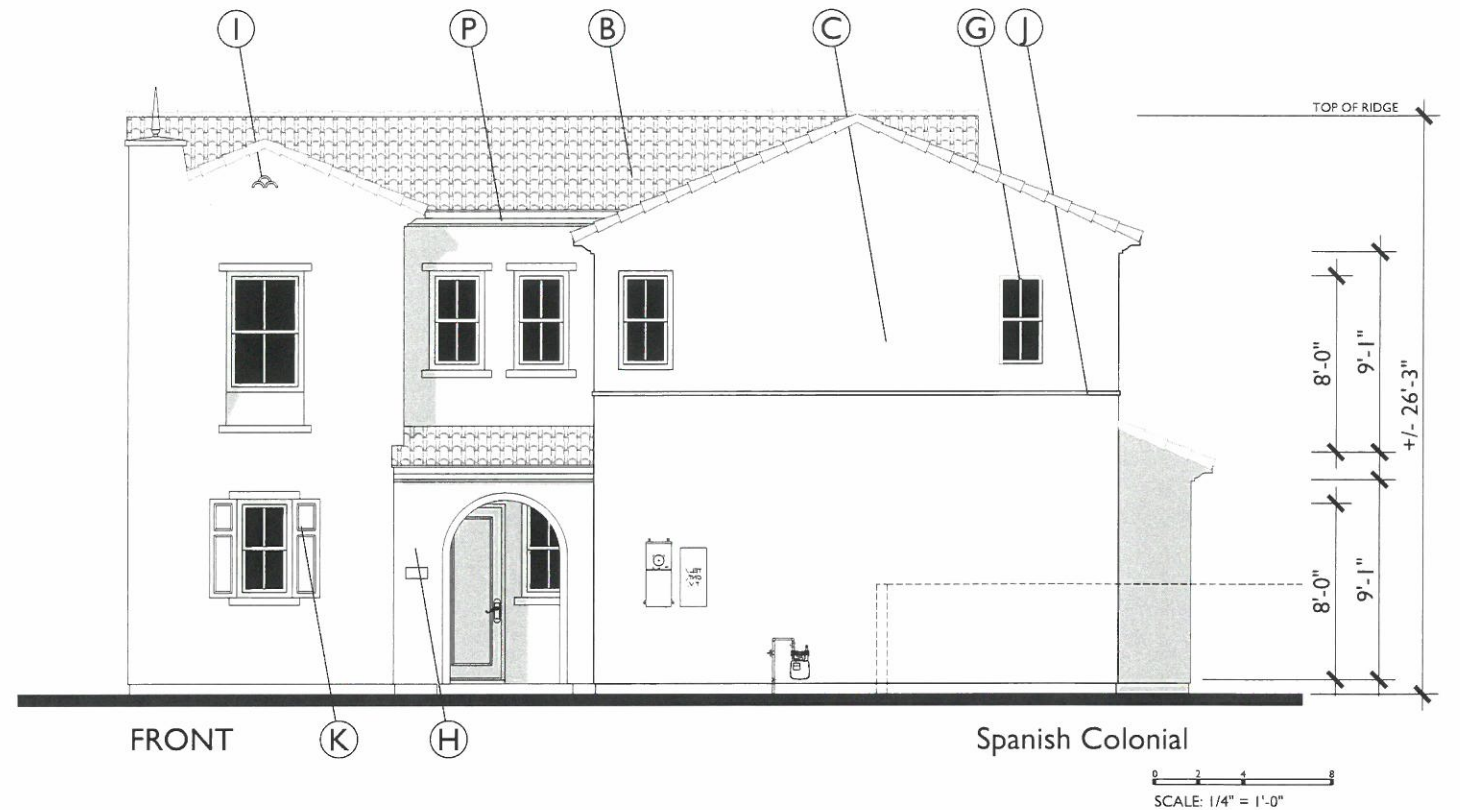 I
P
B
C
G
J
TOP OF RIDGE
8'-0"
9'-1"
+/- 26'-3"
8'-0"
9'-1"
K
H
FRONT
Spanish Colonial
0 2 4 8
SCALE: 1/4" = 1'-0"